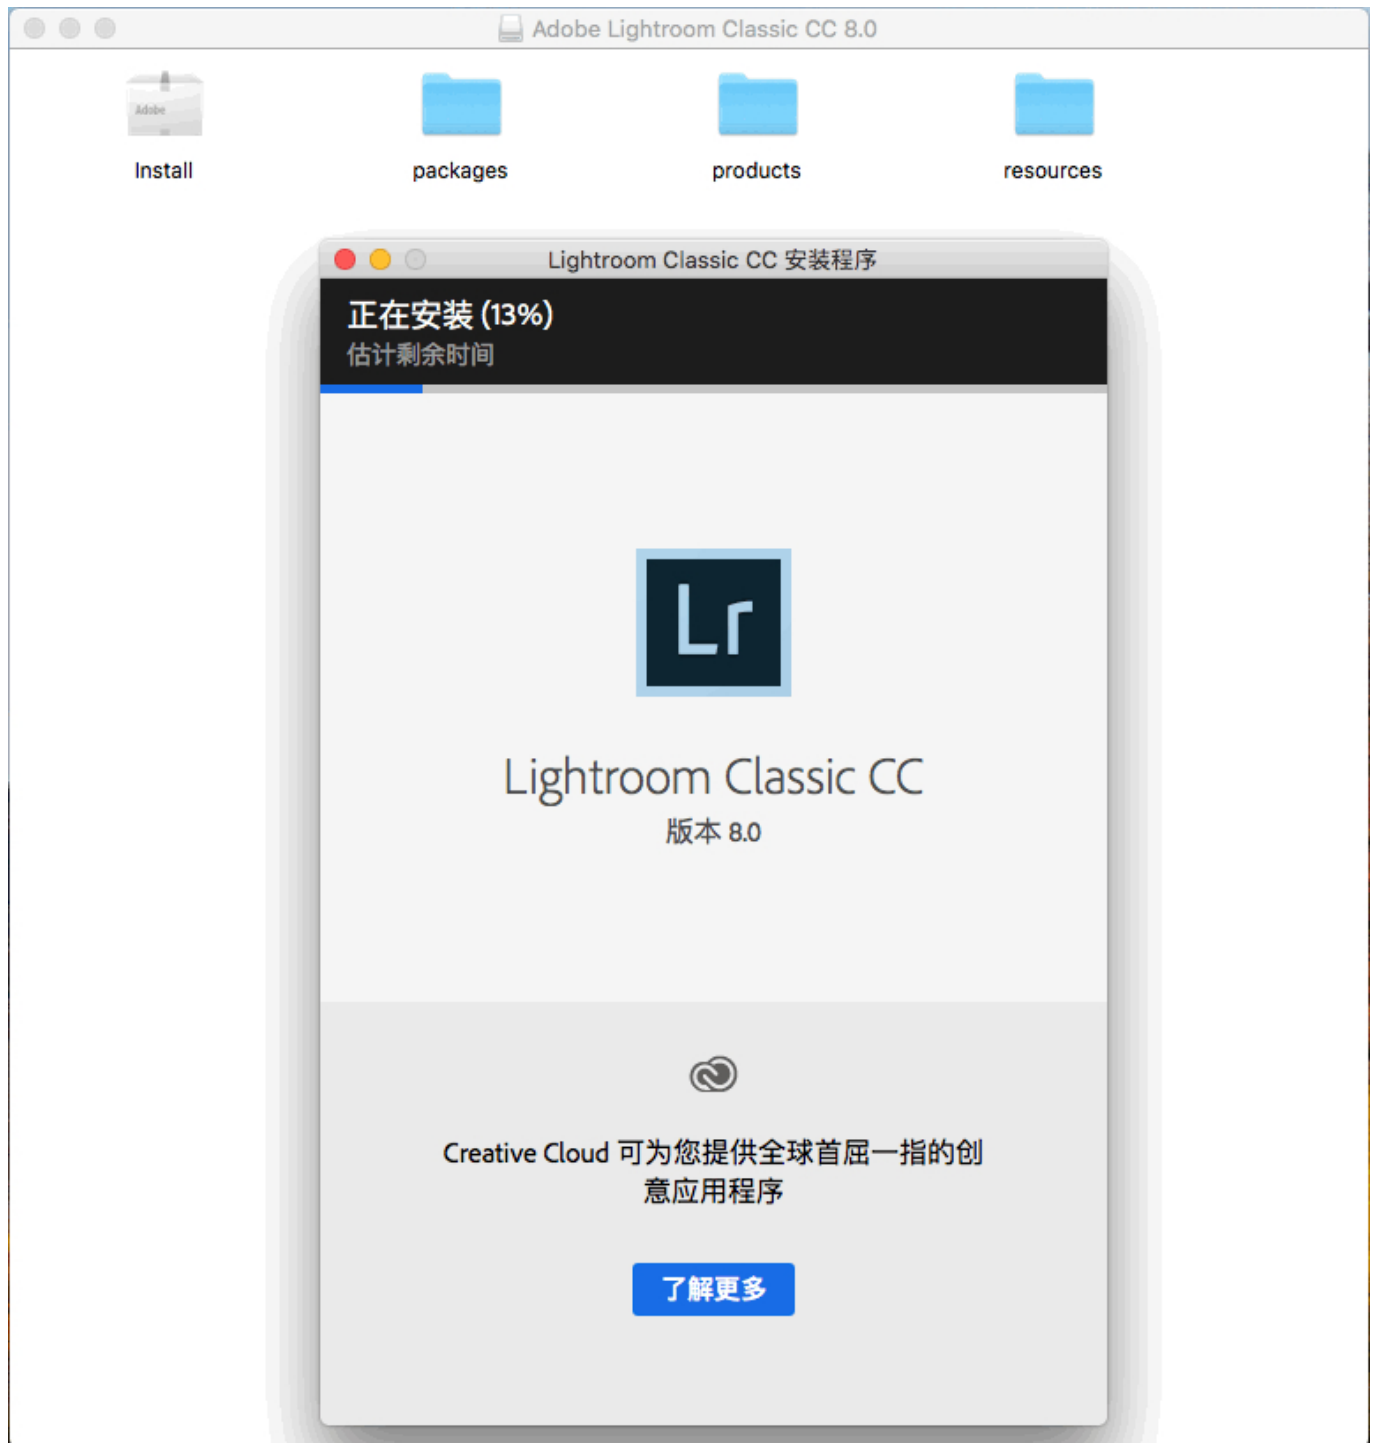 Adobe Lightroom Classic CC 8.0
Adobe
Install
packages
products
resources
Lightroom Classic CC 安装程序
正在安装 (13%)
估计剩余时间
Lr
Lightroom Classic CC
版本 8.0
Creative Cloud 可为您提供全球首屈一指的创
意应用程序
了解更多